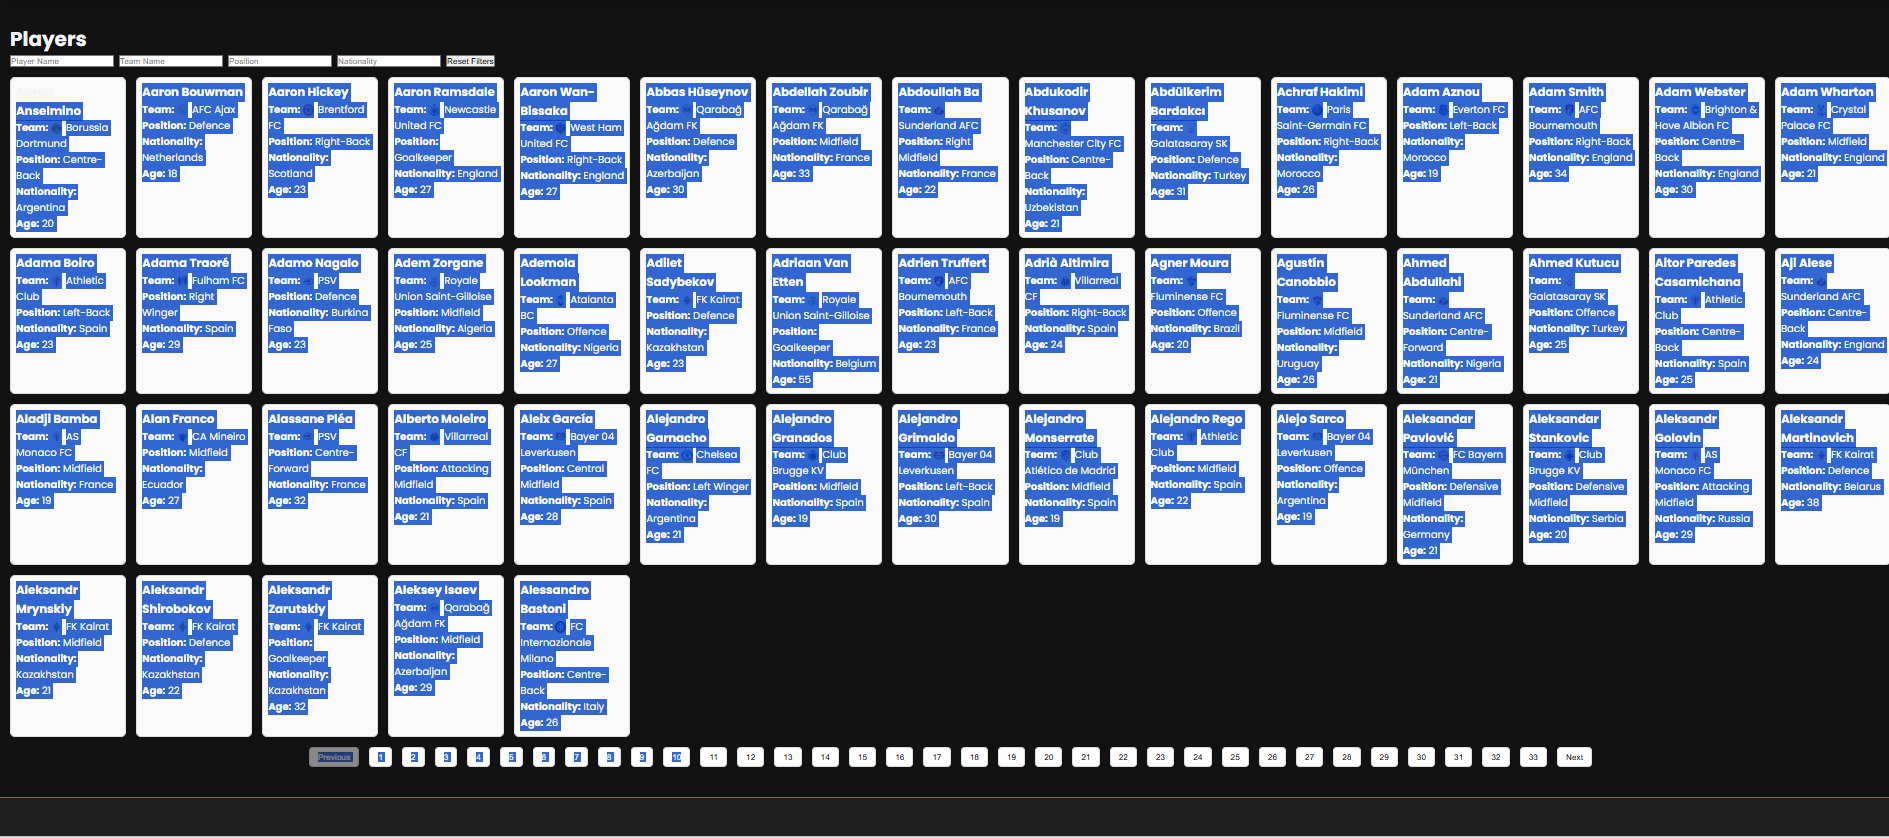 Players
Player Name
Team Name
Position
Nationality
Reset Filters
Anselmino
Team: Borussia
Dortmund
Position: Centre-
Back
Nationality:
Argentina
Age: 20
Aaron Bouwman
Team: AFC Ajax
Position: Defence
Nationality:
Netherlands
Age: 18
Aaron Hickey
Team: Brentford
FC
Position: Right-Back
Nationality:
Scotland
Age: 23
Aaron Ramsdale
Team: Newcastle
United FC
Position:
Goalkeeper
Nationality: England
Age: 27
Aaron Wan-
Bissaka
Team: West Ham
United FC
Position: Right-Back
Nationality: England
Age: 27
Abbas Hüseynov
Team: Qarabağ
Ağdam FK
Position: Defence
Nationality:
Azerbaijan
Age: 30
Abdellah Zoubir
Team: Qarabağ
Ağdam FK
Position: Midfield
Nationality: France
Age: 33
Abdoullah Ba
Team:
Sunderland AFC
Position: Right
Midfield
Nationality: France
Age: 22
Abdukodir
Khusanov
Team:
Manchester City FC
Position: Centre-
Back
Nationality:
Uzbekistan
Age: 21
Abdülkerim
Bardakcı
Team:
Galatasaray SK
Position: Defence
Nationality: Turkey
Age: 31
Achraf Hakimi
Team: Paris
Saint-Germain FC
Position: Right-Back
Nationality:
Morocco
Age: 26
Adam Aznou
Team: Everton FC
Position: Left-Back
Nationality:
Morocco
Age: 19
Adam Smith
Team: AFC
Bournemouth
Position: Right-Back
Nationality: England
Age: 34
Adam Webster
Team: Brighton &
Hove Albion FC
Position: Centre-
Back
Nationality: England
Age: 30
Adam Wharton
Team: Crystal
Palace FC
Position: Midfield
Nationality: England
Age: 21
Adama Boiro
Team: Athletic
Club
Position: Left-Back
Nationality: Spain
Age: 23
Adama Traoré
Team: Fulham FC
Position: Right
Winger
Nationality: Spain
Age: 29
Adamo Nagalo
Team: PSV
Position: Defence
Nationality: Burkina
Faso
Age: 23
Adem Zorgane
Team: Royale
Union Saint-Gilloise
Position: Midfield
Nationality: Algeria
Age: 25
Ademola
Lookman
Team: Atalanta
BC
Position: Offence
Nationality: Nigeria
Age: 27
Adilet
Sadybekov
Team: FK Kairat
Position: Defence
Nationality:
Kazakhstan
Age: 23
Adriaan Van
Etten
Team: Royale
Union Saint-Gilloise
Position:
Goalkeeper
Nationality: Belgium
Age: 55
Adrien Truffert
Team: AFC
Bournemouth
Position: Left-Back
Nationality: France
Age: 23
Adrià Altimira
Team: Villarreal
CF
Position: Right-Back
Nationality: Spain
Age: 24
Agner Moura
Team:
Fluminense FC
Position: Offence
Nationality: Brazil
Age: 20
Agustín
Canobbio
Team:
Fluminense FC
Position: Midfield
Nationality:
Uruguay
Age: 26
Ahmed
Abdullahi
Team:
Sunderland AFC
Position: Centre-
Forward
Nationality: Nigeria
Age: 21
Ahmed Kutucu
Team:
Galatasaray SK
Position: Offence
Nationality: Turkey
Age: 25
Aitor Paredes
Casamichana
Team: Athletic
Club
Position: Centre-
Back
Nationality: Spain
Age: 25
Aji Alese
Team:
Sunderland AFC
Position: Centre-
Back
Nationality: England
Age: 24
Aladji Bamba
Team: AS
Monaco FC
Position: Midfield
Nationality: France
Age: 19
Alan Franco
Team: CA Mineiro
Position: Midfield
Nationality:
Ecuador
Age: 27
Alassane Pléa
Team: PSV
Position: Centre-
Forward
Nationality: France
Age: 32
Alberto Moleiro
Team: Villarreal
CF
Position: Attacking
Midfield
Nationality: Spain
Age: 21
Aleix García
Team: Bayer 04
Leverkusen
Position: Central
Midfield
Nationality: Spain
Age: 28
Alejandro
Garnacho
Team: Chelsea
FC
Position: Left Winger
Nationality:
Argentina
Age: 21
Alejandro
Granados
Team: Club
Brugge KV
Position: Midfield
Nationality: Spain
Age: 19
Alejandro
Grimaldo
Team: Bayer 04
Leverkusen
Position: Left-Back
Nationality: Spain
Age: 30
Alejandro
Monserrate
Team: Club
Atlético de Madrid
Position: Midfield
Nationality: Spain
Age: 19
Alejandro Rego
Team: Athletic
Club
Position: Midfield
Nationality: Spain
Age: 22
Alejo Sarco
Team: Bayer 04
Leverkusen
Position: Offence
Nationality:
Argentina
Age: 19
Aleksandar
Pavlović
Team: FC Bayern
München
Position: Defensive
Midfield
Nationality:
Germany
Age: 21
Aleksandar
Stankovic
Team: Club
Brugge KV
Position: Defensive
Midfield
Nationality: Serbia
Age: 20
Aleksandr
Golovin
Team: AS
Monaco FC
Position: Attacking
Midfield
Nationality: Russia
Age: 29
Aleksandr
Martinovich
Team: FK Kairat
Position: Defence
Nationality: Belarus
Age: 38
Aleksandr
Mrynskiy
Team: FK Kairat
Position: Midfield
Nationality:
Kazakhstan
Age: 21
Aleksandr
Shirobokov
Team: FK Kairat
Position: Defence
Nationality:
Kazakhstan
Age: 22
Aleksandr
Zarutskiy
Team: FK Kairat
Position:
Goalkeeper
Nationality:
Kazakhstan
Age: 32
Aleksey Isaev
Team: Qarabağ
Ağdam FK
Position: Midfield
Nationality:
Azerbaijan
Age: 29
Alessandro
Bastoni
Team: FC
Internazionale
Milano
Position: Centre-
Back
Nationality: Italy
Age: 26
Previous 1 2 3 4 5 6 7 8 9 10 11 12 13 14 15 16 17 18 19 20 21 22 23 24 25 26 27 28 29 30 31 32 33 Next